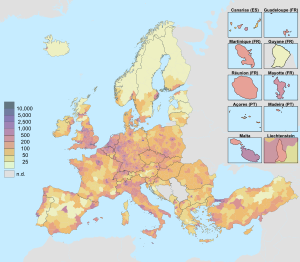 Canarias (ES)
Guadeloupe (FR)
Martinique (FR)
Guyane (FR)
Réunion (FR)
Mayotte (FR)
Açores (PT)
Madeira (PT)
Malta
Liechtenstein
10,000
5,000
2,500
1,000
500
200
100
50
25
n.d.